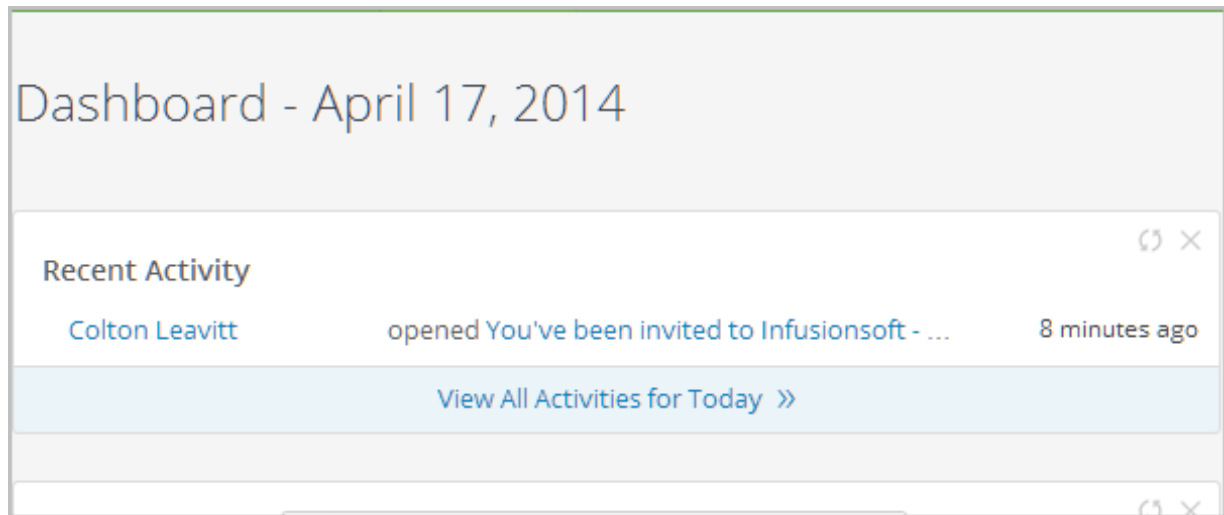 Dashboard - April 17, 2014
Recent Activity
Colton Leavitt opened You've been invited to Infusionsoft - ... 8 minutes ago
View All Activities for Today »